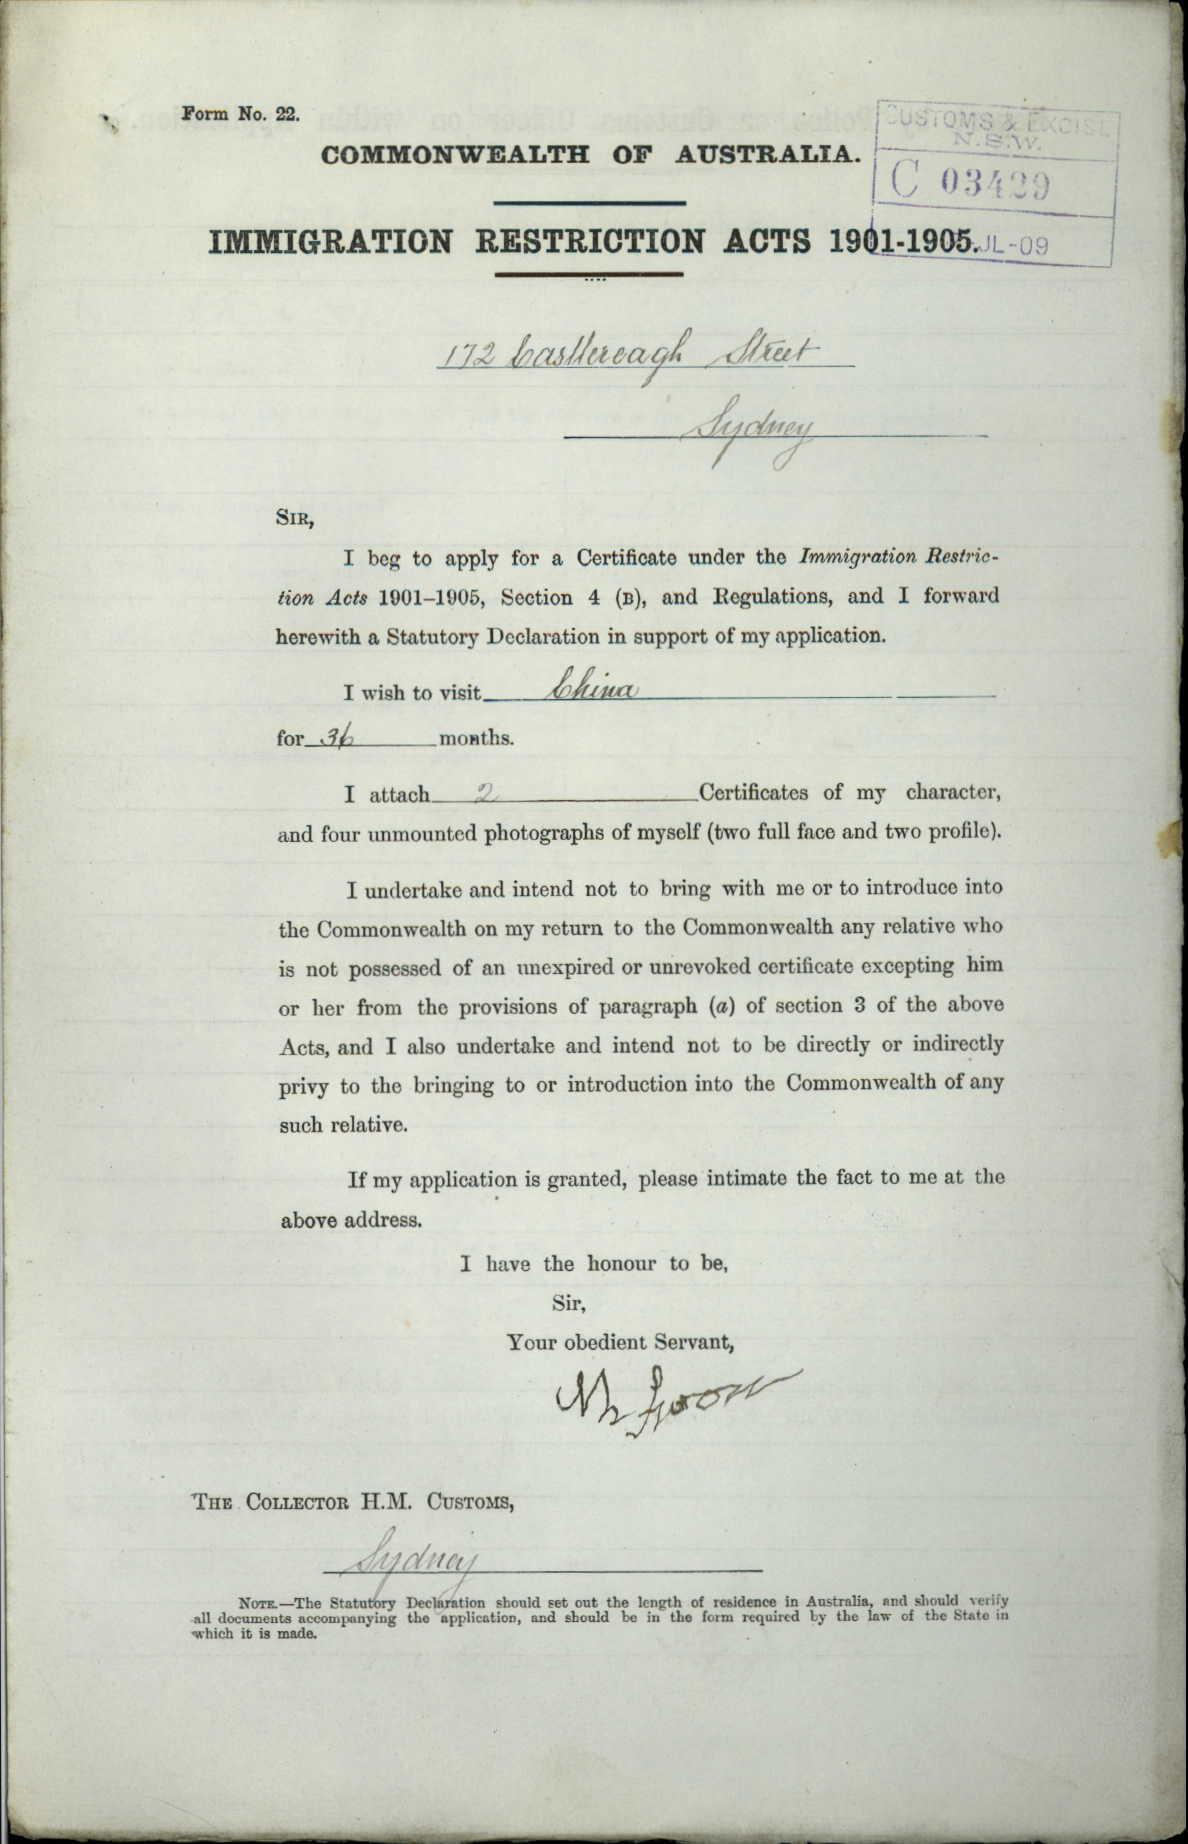 Form No. 22.
CUSTOMS & EXCISE
N.S.W.
COMMONWEALTH OF AUSTRALIA.
C 03429
IMMIGRATION RESTRICTION ACTS 1901-1905.
JL-09
172 Castlereagh Street
Sydney
SIR,
I beg to apply for a Certificate under the Immigration Restric-
tion Acts 1901–1905, Section 4 (B), and Regulations, and I forward
herewith a Statutory Declaration in support of my application.
I wish to visit China
for 36 months.
I attach 2 Certificates of my character,
and four unmounted photographs of myself (two full face and two profile).
I undertake and intend not to bring with me or to introduce into
the Commonwealth on my return to the Commonwealth any relative who
is not possessed of an unexpired or unrevoked certificate excepting him
or her from the provisions of paragraph (a) of section 3 of the above
Acts, and I also undertake and intend not to be directly or indirectly
privy to the bringing to or introduction into the Commonwealth of any
such relative.
If my application is granted, please intimate the fact to me at the
above address.
I have the honour to be,
Sir,
Your obedient Servant,
THE COLLECTOR H.M. CUSTOMS,
Sydney
NOTE.—The Statutory Declaration should set out the length of residence in Australia, and should verify
all documents accompanying the application, and should be in the form required by the law of the State in
which it is made.